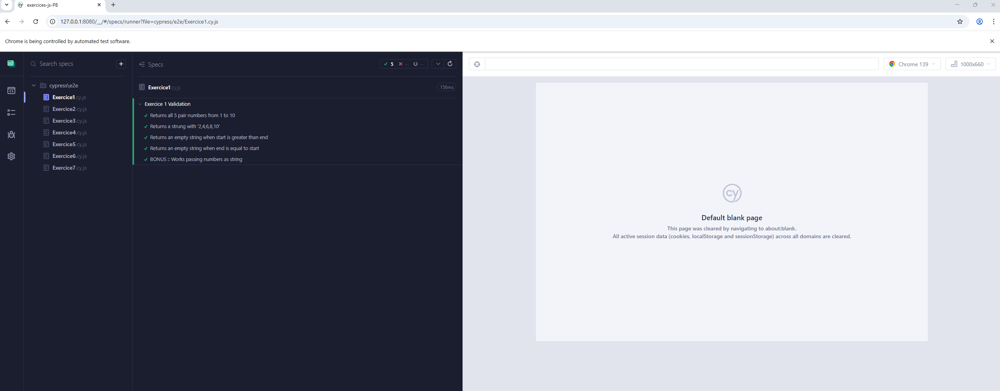 exercices-js-P8
127.0.0.1:8080/__/#/specs/runner?file=cypress/e2e/Exercice1.cy.js
Chrome is being controlled by automated test software.
Search specs
cypress\e2e
Exercice1.cy.js
Exercice2.cy.js
Exercice3.cy.js
Exercice4.cy.js
Exercice5.cy.js
Exercice6.cy.js
Exercice7.cy.js
Specs
5 -- --
Exercice1.cy.js 156ms
Exercice 1 Validation
Returns all 5 pair numbers from 1 to 10
Returns a strung with '2,4,6,8,10'
Returns an empty string when start is greater than end
Returns an empty string when end is equal to start
BONUS :: Works passing numbers as string
Chrome 139
1000x660
cy
Default blank page
This page was cleared by navigating to about:blank.
All active session data (cookies, localStorage and sessionStorage) across all domains are cleared.